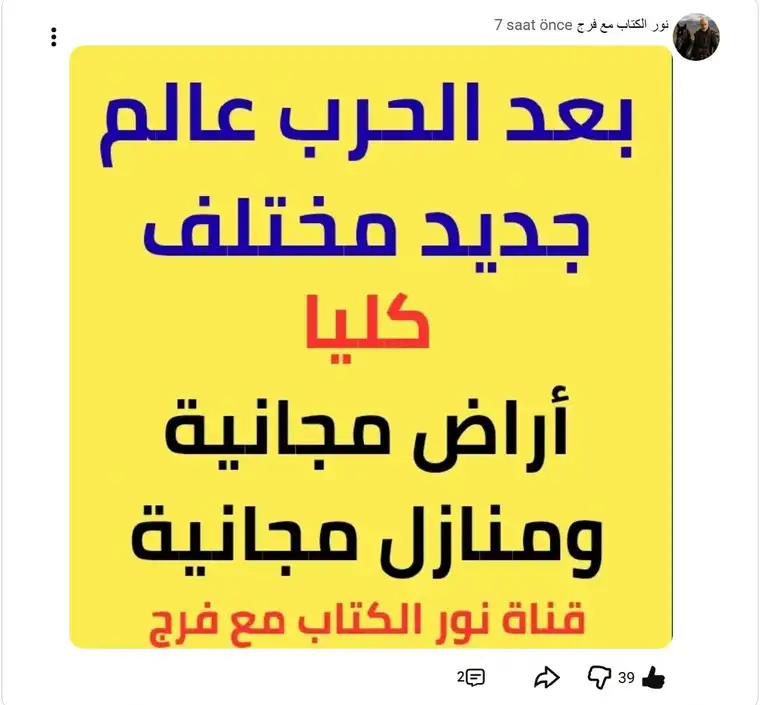 نور الكتاب مع فرج 7 saat önce
بعد الحرب عالم
جديد مختلف
كليا
أراض مجانية
ومنازل مجانية
قناة نور الكتاب مع فرج
39
2